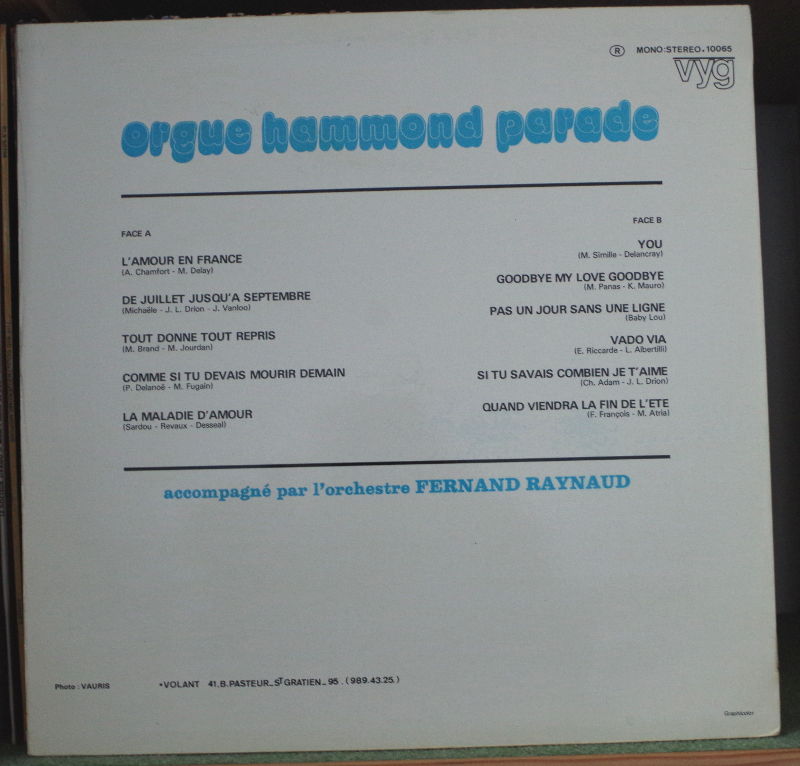 Ⓡ MONO:STEREO.10065
vyg
orgue hammond parade
FACE A
L'AMOUR EN FRANCE
(A. Chamfort - M. Delay)
DE JUILLET JUSQU'A SEPTEMBRE
(Michaële - J. L. Drion - J. Vanloo)
TOUT DONNE TOUT REPRIS
(M. Brand - M. Jourdan)
COMME SI TU DEVAIS MOURIR DEMAIN
(P. Delanoë - M. Fugain)
LA MALADIE D'AMOUR
(Sardou - Revaux - Desseal)
FACE B
YOU
(M. Simille - Delancray)
GOODBYE MY LOVE GOODBYE
(M. Panas - K. Mauro)
PAS UN JOUR SANS UNE LIGNE
(Baby Lou)
VADO VIA
(E. Riccarde - L. Albertilli)
SI TU SAVAIS COMBIEN JE T'AIME
(Ch. Adam - J. L. Drion)
QUAND VIENDRA LA FIN DE L'ETE
(F. François - M. Atria)
accompagné par l'orchestre FERNAND RAYNAUD
Photo : VAURIS
•VOLANT 41.B.PASTEUR_ST GRATIEN_95.(989.43.25.)